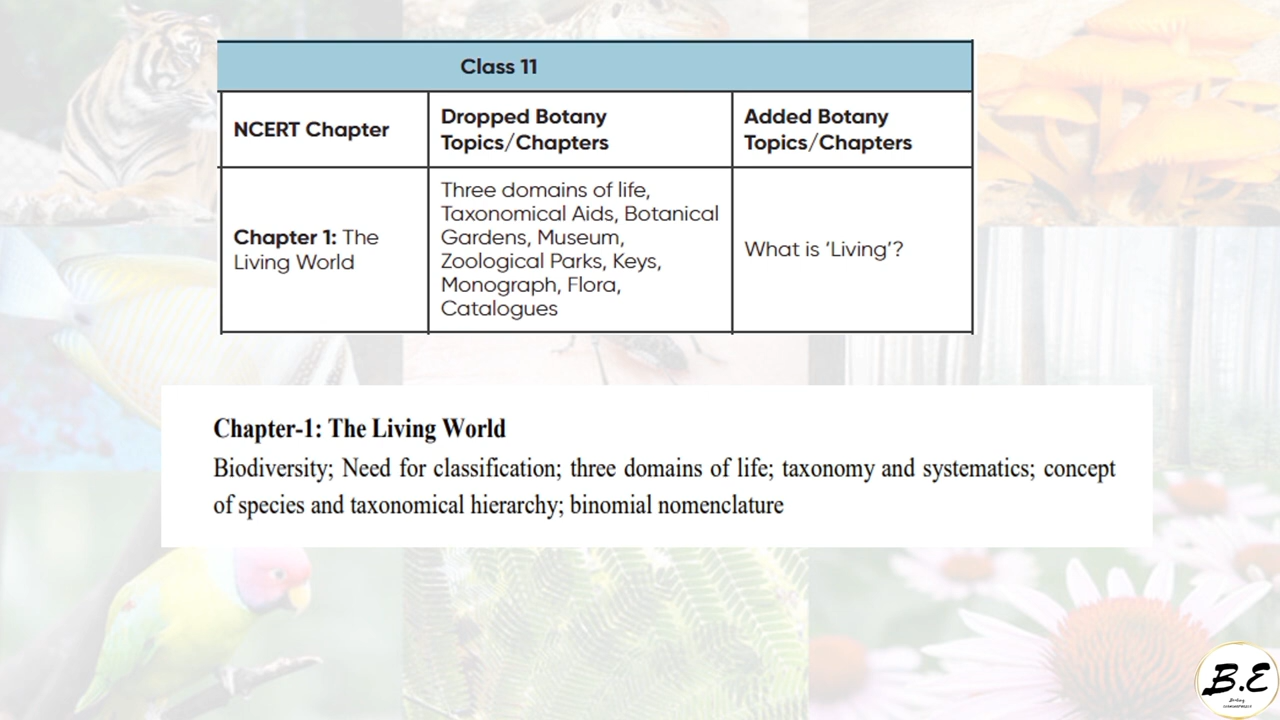 Class 11
NCERT Chapter
Dropped Botany
Topics/Chapters
Added Botany
Topics/Chapters
Chapter 1: The
Living World
Three domains of life,
Taxonomical Aids, Botanical
Gardens, Museum,
Zoological Parks, Keys,
Monograph, Flora,
Catalogues
What is ‘Living’?
Chapter-1: The Living World
Biodiversity; Need for classification; three domains of life; taxonomy and systematics; concept
of species and taxonomical hierarchy; binomial nomenclature
B.E